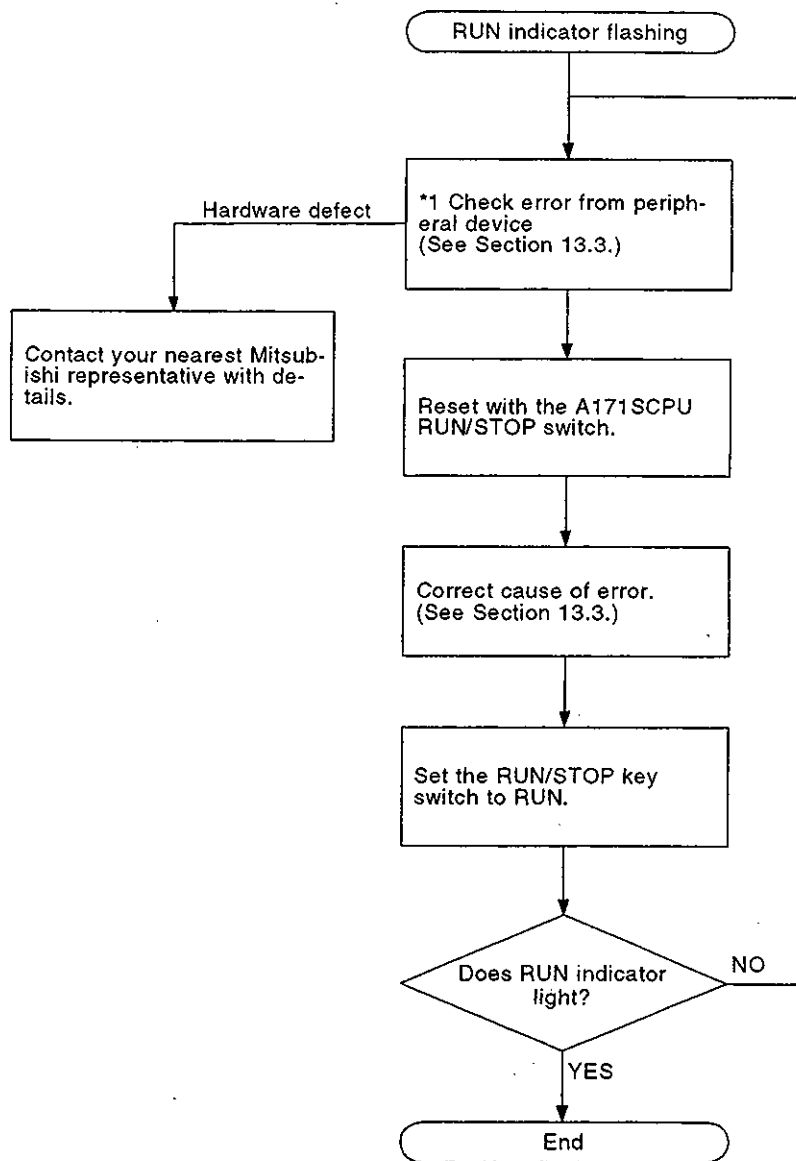 RUN indicator flashing
*1 Check error from periph-
eral device
(See Section 13.3.)
Hardware defect
Contact your nearest Mitsub-
ishi representative with de-
tails.
Reset with the A171SCPU
RUN/STOP switch.
Correct cause of error.
(See Section 13.3.)
Set the RUN/STOP key
switch to RUN.
Does RUN indicator
light?
NO
YES
End